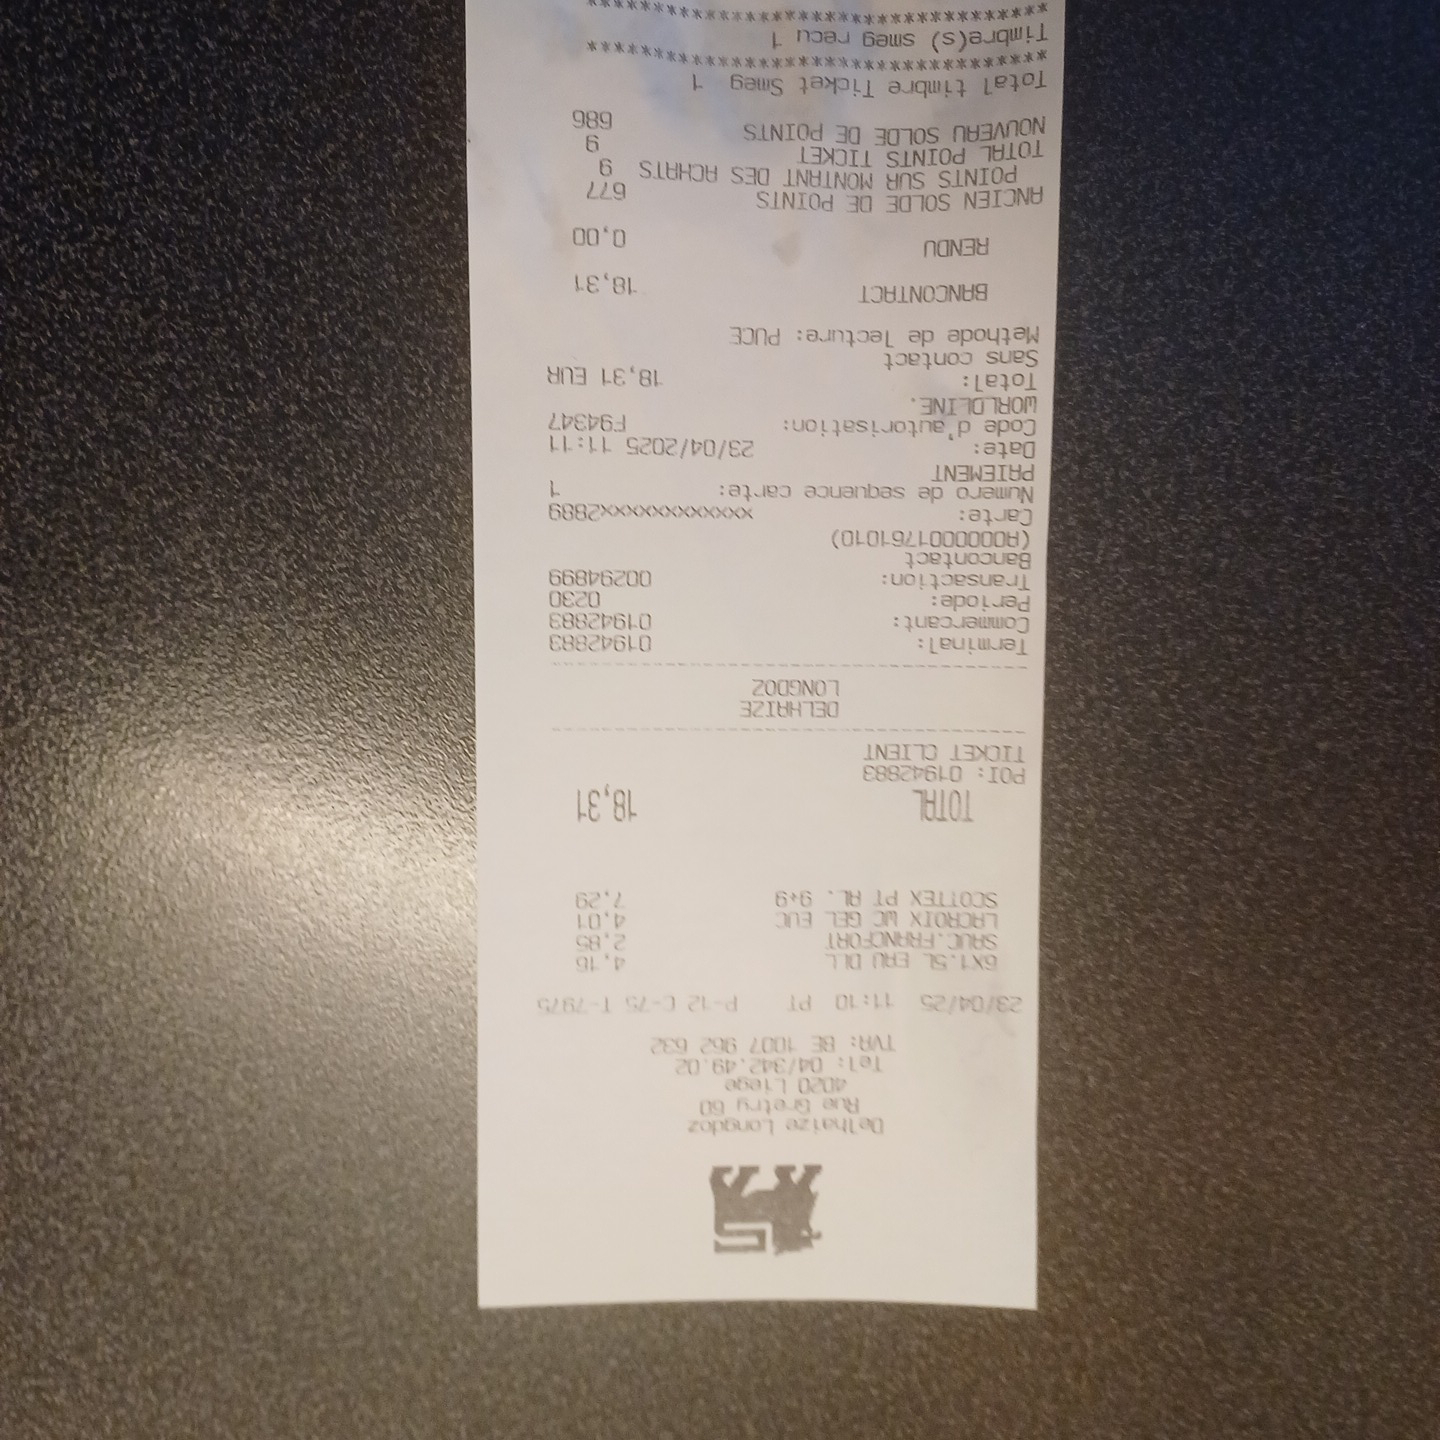 Delhaize Longdoz
Rue Gretry 60
4020 Liege
Tel: 04/342.49.02
TVA: BE 1007 962 632
23/04/25 11:10 PT P-12 C-75 T-7975
6X1.5L EAU DLL 4,16
SAUC.FRANCFORT 2,85
LACROIX WC GEL EUC 4,01
SCOTTEX PT AL. 9+9 7,29
TOTAL 18,31
POI: 01942883
TICKET CLIENT
DELHAIZE
LONGDOZ
Terminal: 01942883
Commercant: 01942883
Periode: 0230
Transaction: 00294899
Bancontact
(A0000001761010)
Carte: xxxxxxxxxxxxx2889
Numero de sequence carte: 1
PAIEMENT
Date: 23/04/2025 11:11
Code d'autorisation: F94347
WORLDLINE.
Total: 18,31 EUR
Sans contact
Methode de lecture: PUCE
BANCONTACT 18,31
RENDU 0,00
ANCIEN SOLDE DE POINTS 677
POINTS SUR MONTANT DES ACHATS 9
TOTAL POINTS TICKET 9
NOUVEAU SOLDE DE POINTS 686
Total timbre Ticket Smeg 1
***********************************
Timbre(s) smeg recu 1
***********************************